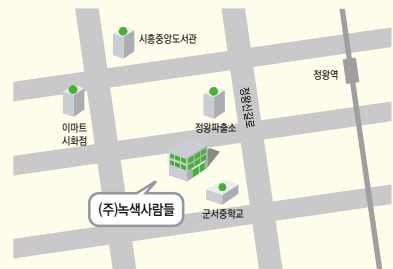 시흥중앙도서관
정왕역
이마트
시화점
정왕신길로
정왕파출소
(주)녹색사람들
군서중학교